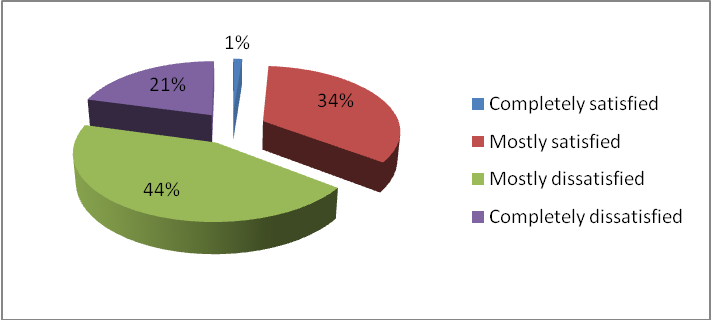 1%
34%
21%
44%
Completely satisfied
Mostly satisfied
Mostly dissatisfied
Completely dissatisfied